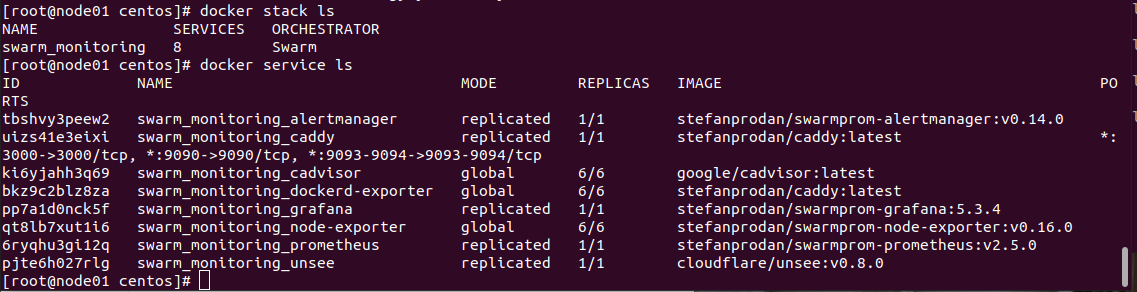 [root@node01 centos]# docker stack ls
NAME                SERVICES   ORCHESTRATOR
swarm_monitoring   8          Swarm
[root@node01 centos]# docker service ls
ID             NAME                               MODE         REPLICAS   IMAGE                                          PO
RTS
tbshvy3peew2   swarm_monitoring_alertmanager      replicated   1/1        stefanprodan/swarmprom-alertmanager:v0.14.0
uizs41e3eixi   swarm_monitoring_caddy             replicated   1/1        stefanprodan/caddy:latest                      *:
3000->3000/tcp, *:9090->9090/tcp, *:9093-9094->9093-9094/tcp
ki6yjahh3q69   swarm_monitoring_cadvisor          global       6/6        google/cadvisor:latest
bkz9c2blz8za   swarm_monitoring_dockerd-exporter  global       6/6        stefanprodan/caddy:latest
pp7a1d0nck5f   swarm_monitoring_grafana           replicated   1/1        stefanprodan/swarmprom-grafana:5.3.4
qt8lb7xut1i6   swarm_monitoring_node-exporter     global       6/6        stefanprodan/swarmprom-node-exporter:v0.16.0
6ryqhu3gi12q   swarm_monitoring_prometheus        replicated   1/1        stefanprodan/swarmprom-prometheus:v2.5.0
pjte6h027rlg   swarm_monitoring_unsee             replicated   1/1        cloudflare/unsee:v0.8.0
[root@node01 centos]#